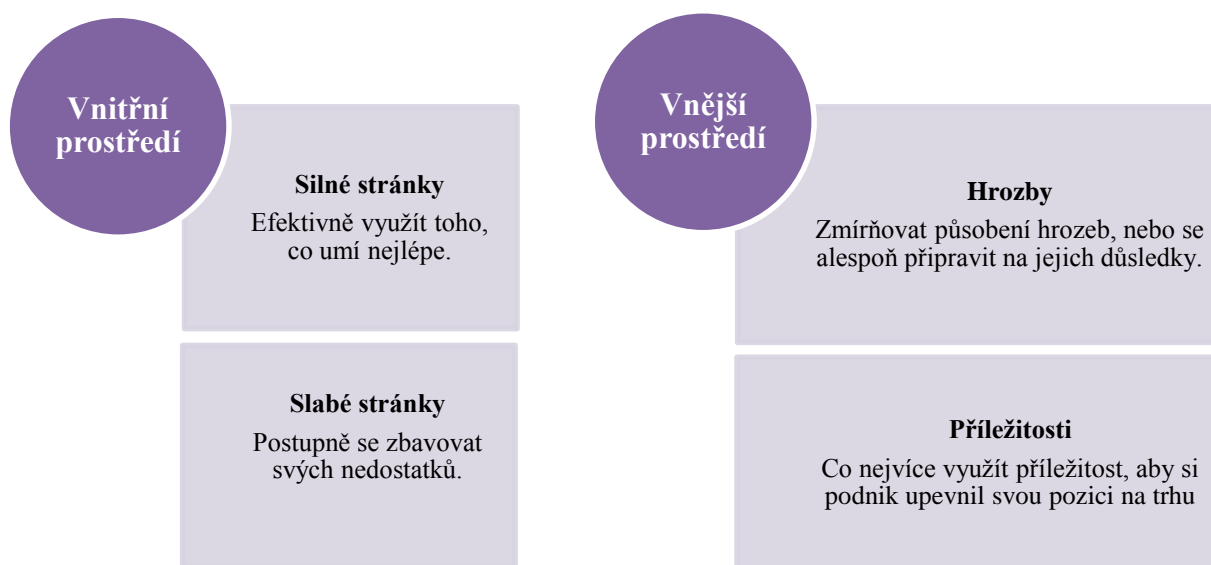 Vnitřní
prostředí
Silné stránky
Efektivně využít toho,
co umí nejlépe.
Slabé stránky
Postupně se zbavovat
svých nedostatků.
Vnější
prostředí
Hrozby
Zmírňovat působení hrozeb, nebo se
alespoň připravit na jejich důsledky.
Příležitosti
Co nejvíce využít příležitost, aby si
podnik upevnil svou pozici na trhu